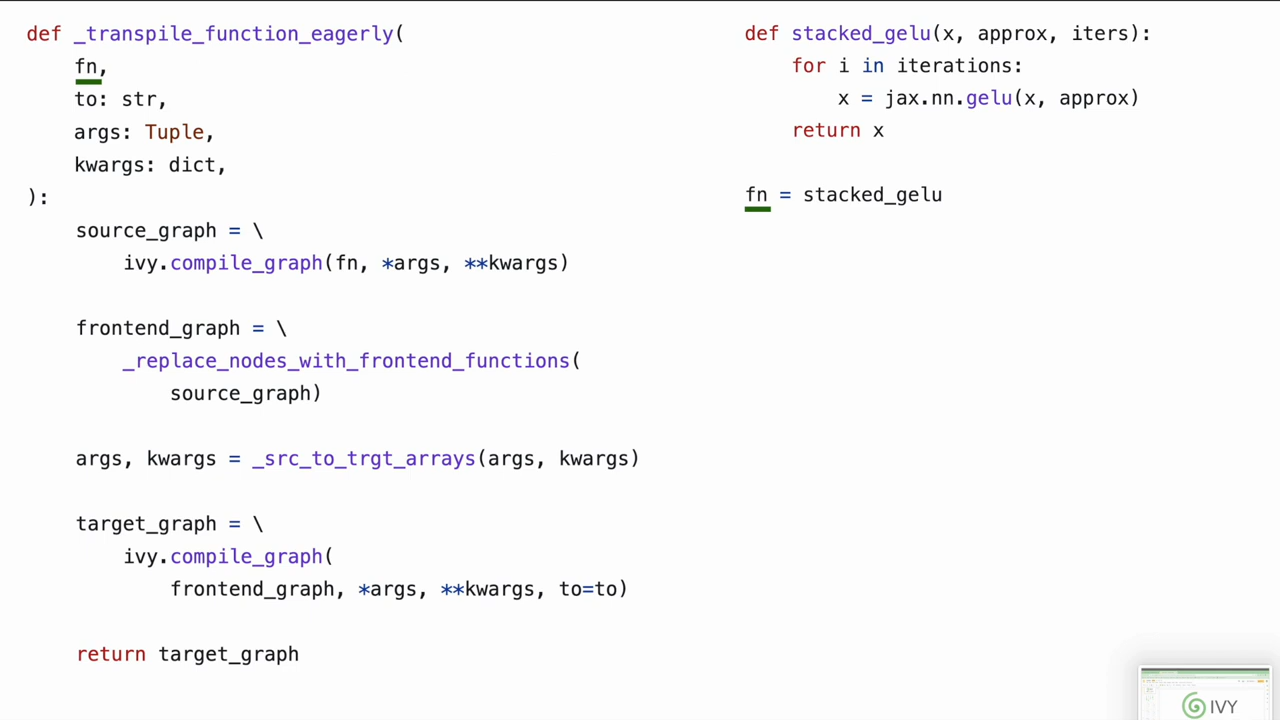 def _transpile_function_eagerly(
    fn,
    to: str,
    args: Tuple,
    kwargs: dict,
):
    source_graph = \
        ivy.compile_graph(fn, *args, **kwargs)
    frontend_graph = \
        _replace_nodes_with_frontend_functions(
            source_graph)
    args, kwargs = _src_to_trgt_arrays(args, kwargs)
    target_graph = \
        ivy.compile_graph(
            frontend_graph, *args, **kwargs, to=to)
    return target_graph
def stacked_gelu(x, approx, iters):
    for i in iterations:
        x = jax.nn.gelu(x, approx)
    return x
fn = stacked_gelu
IVY